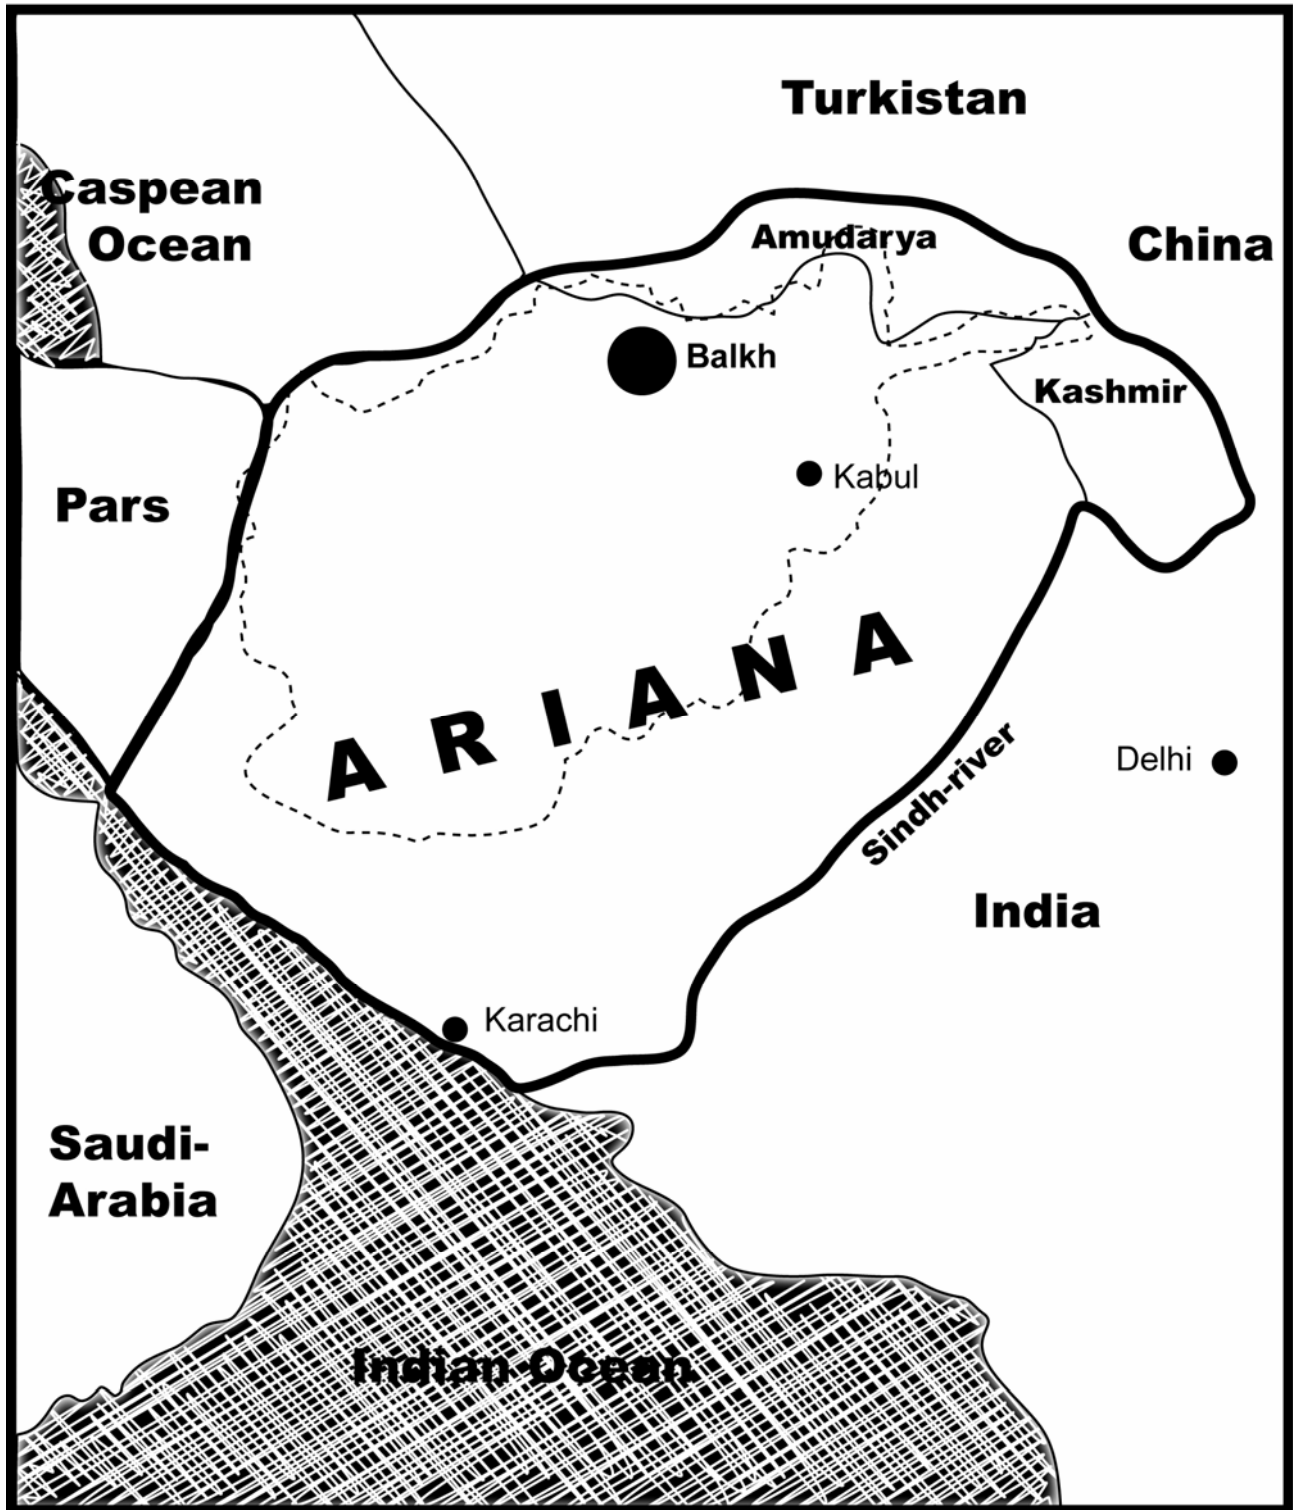 Turkistan
Caspean
Ocean
Amudarya
China
Balkh
Kashmir
Kabul
Pars
ARIANA
Sindh-river
Delhi
India
Karachi
Saudi-
Arabia
Indian Ocean